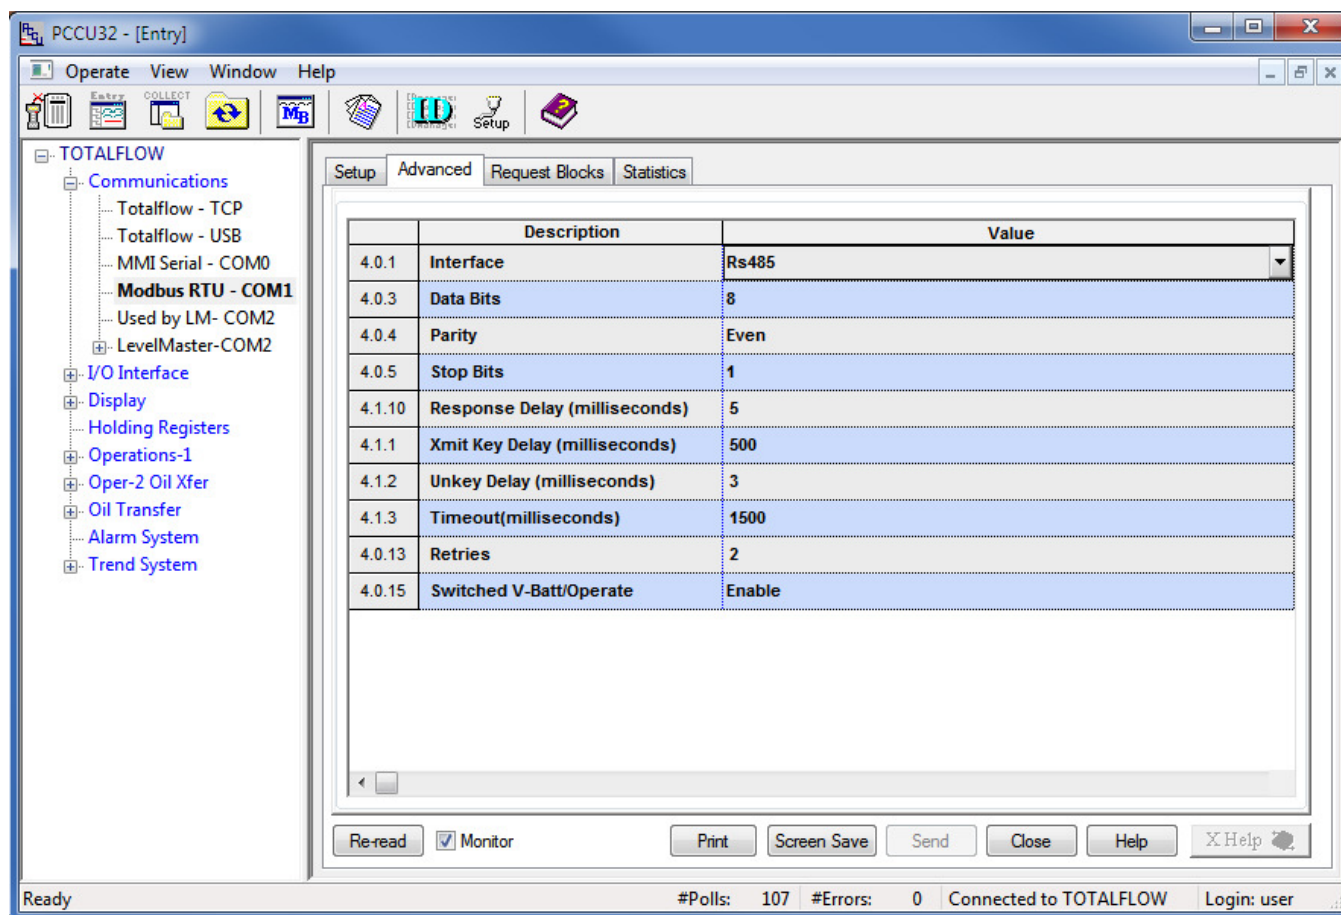 PCCU32 - [Entry]
Operate View Window Help
Entry COLLECT MB ID Setup
TOTALFLOW
Communications
Totalflow - TCP
Totalflow - USB
MMI Serial - COM0
Modbus RTU - COM1
Used by LM- COM2
LevelMaster-COM2
I/O Interface
Display
Holding Registers
Operations-1
Oper-2 Oil Xfer
Oil Transfer
Alarm System
Trend System
Setup Advanced Request Blocks Statistics
Description Value
4.0.1 Interface Rs485
4.0.3 Data Bits 8
4.0.4 Parity Even
4.0.5 Stop Bits 1
4.1.10 Response Delay (milliseconds) 5
4.1.1 Xmit Key Delay (milliseconds) 500
4.1.2 Unkey Delay (milliseconds) 3
4.1.3 Timeout(milliseconds) 1500
4.0.13 Retries 2
4.0.15 Switched V-Batt/Operate Enable
Re-read Monitor Print Screen Save Send Close Help X Help
Ready #Polls: 107 #Errors: 0 Connected to TOTALFLOW Login: user